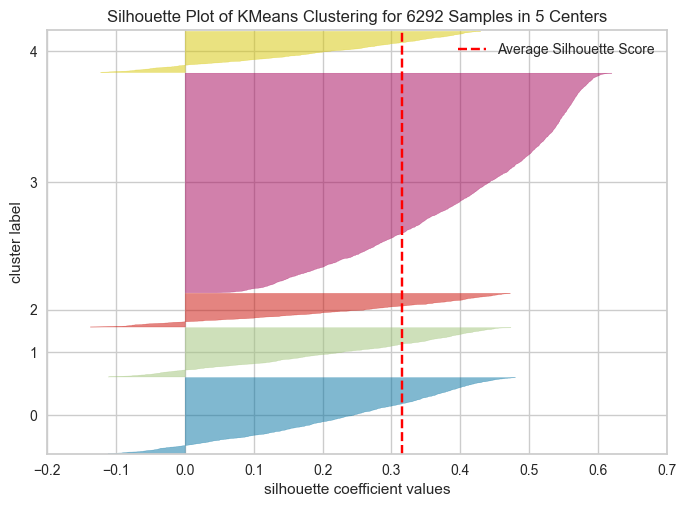 Silhouette Plot of KMeans Clustering for 6292 Samples in 5 Centers
Average Silhouette Score
cluster label
4
3
2
1
0
−0.2 −0.1 0.0 0.1 0.2 0.3 0.4 0.5 0.6 0.7
silhouette coefficient values